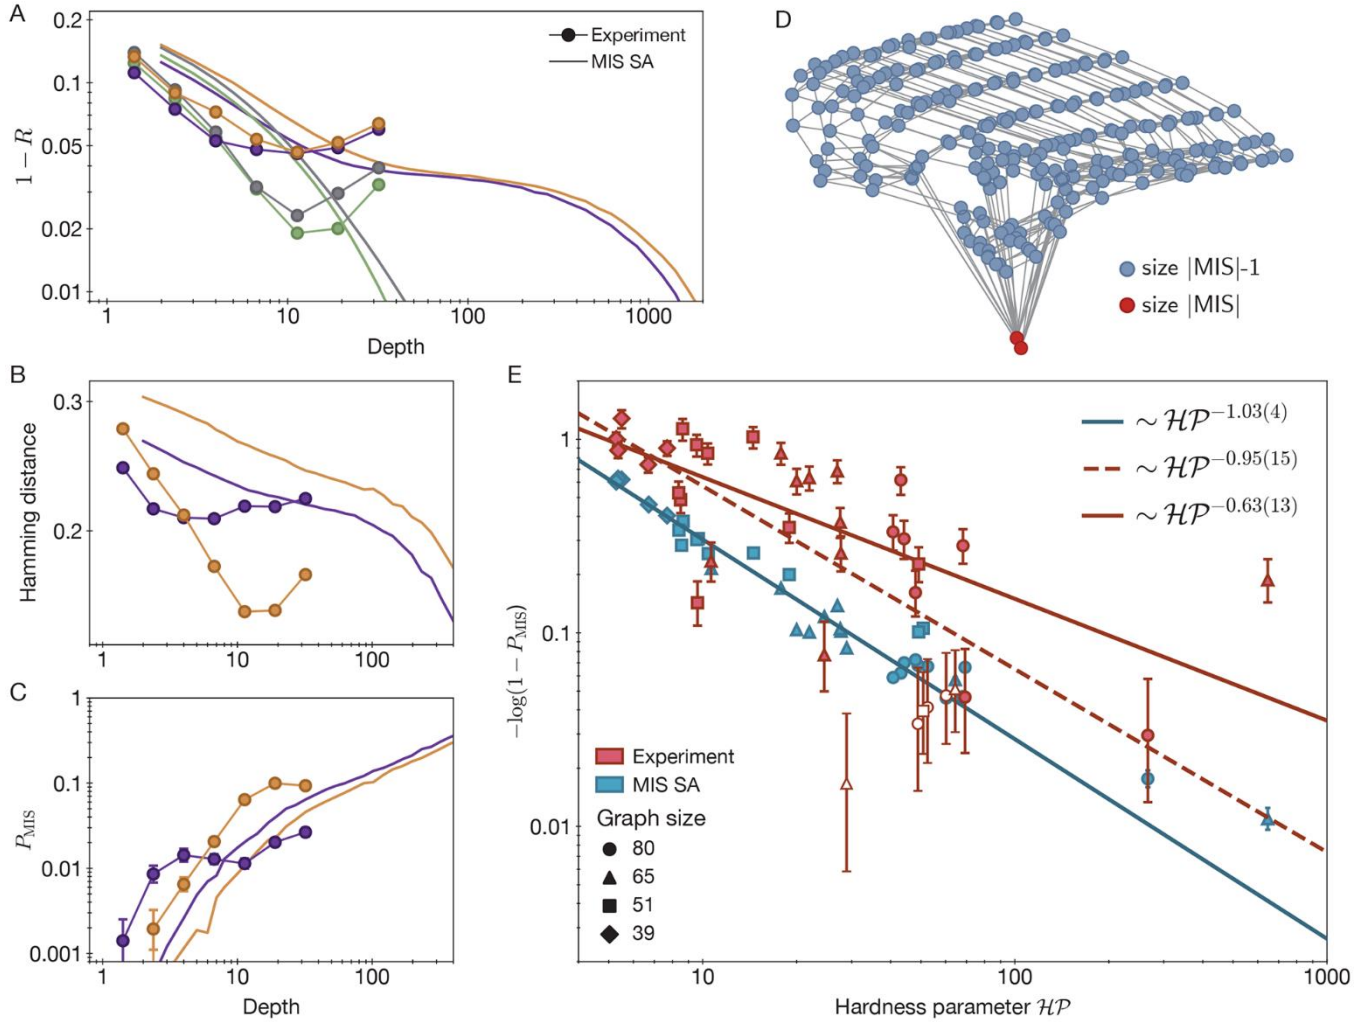 A
0.2
0.1
0.05
0.02
0.01
1 − R
1
10
100
1000
Depth
Experiment
MIS SA
D
size |MIS|-1
size |MIS|
B
0.3
0.2
Hamming distance
1
10
100
C
1
0.1
0.01
0.001
P_MIS
1
10
100
Depth
E
1
0.1
0.01
−log(1 − P_MIS)
∼ HP^−1.03(4)
∼ HP^−0.95(15)
∼ HP^−0.63(13)
Experiment
MIS SA
Graph size
80
65
51
39
10
100
1000
Hardness parameter HP